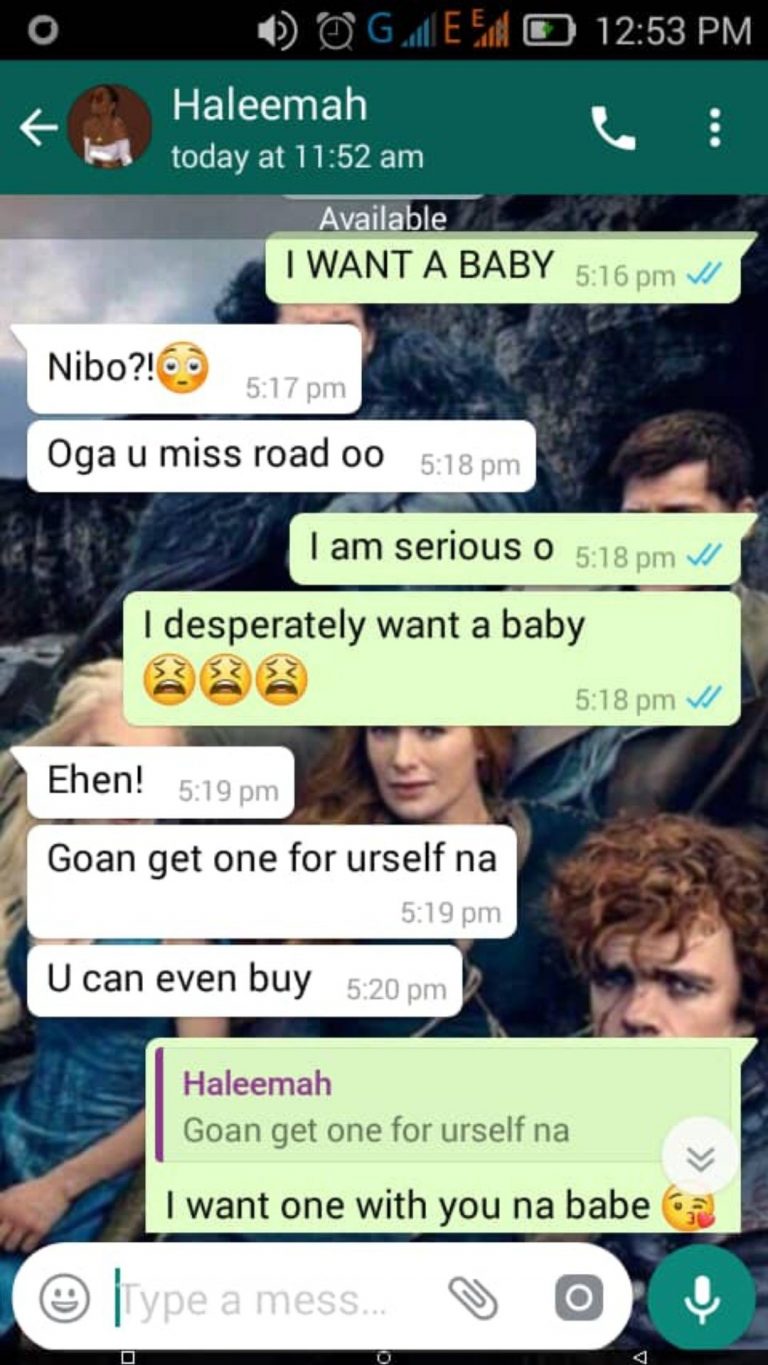 G E E 12:53 PM
Haleemah
today at 11:52 am
Available
I WANT A BABY 5:16 pm
Nibo?!😳 5:17 pm
Oga u miss road oo 5:18 pm
I am serious o 5:18 pm
I desperately want a baby
😫😫😫 5:18 pm
Ehen! 5:19 pm
Goan get one for urself na
5:19 pm
U can even buy 5:20 pm
Haleemah
Goan get one for urself na
I want one with you na babe 😘
Type a mess...